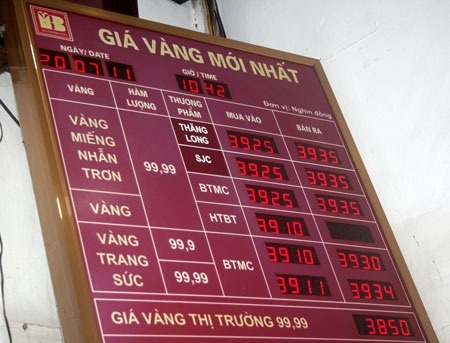 GIÁ VÀNG MỚI NHẤT
NGÀY/DATE
GIỜ/TIME
20 07 11
10 42
Đơn vị: Nghìn đồng
VÀNG
HÀM LƯỢNG
THƯƠNG PHẨM
MUA VÀO
BÁN RA
VÀNG MIẾNG NHẪN TRƠN
99,99
THĂNG LONG
3925
3935
SJC
3925
3935
BTMC
3925
3935
VÀNG
HTBT
3910
VÀNG TRANG SỨC
99,9
BTMC
3910
3930
99,99
3911
3934
GIÁ VÀNG THỊ TRƯỜNG 99,99
3850